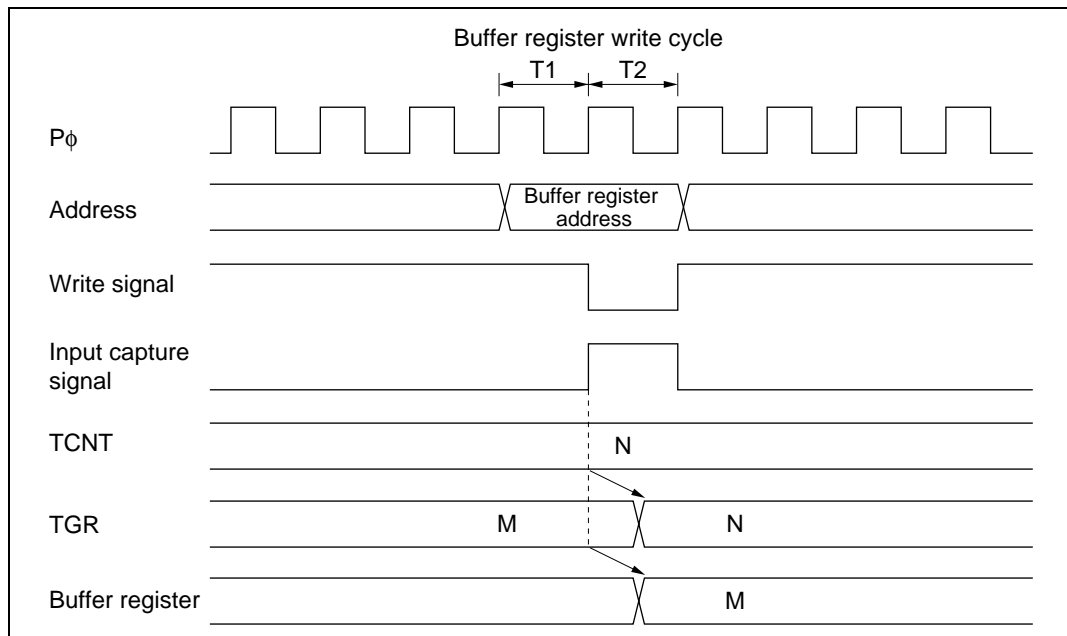 Buffer register write cycle
T1 T2
Pϕ
Address
Buffer register
address
Write signal
Input capture
signal
TCNT
N
TGR
M N
Buffer register
M